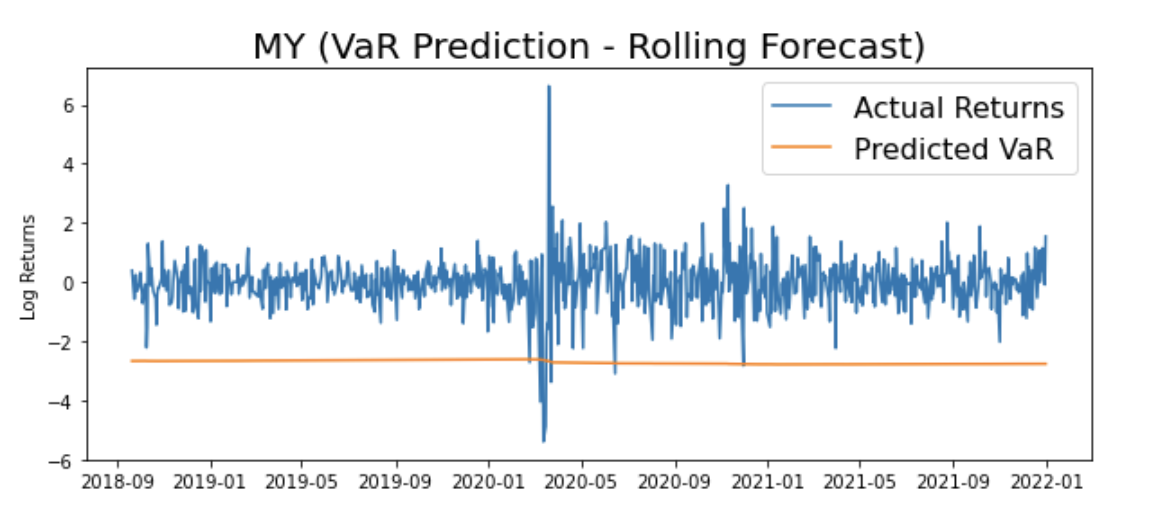 MY (VaR Prediction - Rolling Forecast)
Actual Returns
Predicted VaR
Log Returns
6
4
2
0
−2
−4
−6
2018-09 2019-01 2019-05 2019-09 2020-01 2020-05 2020-09 2021-01 2021-05 2021-09 2022-01